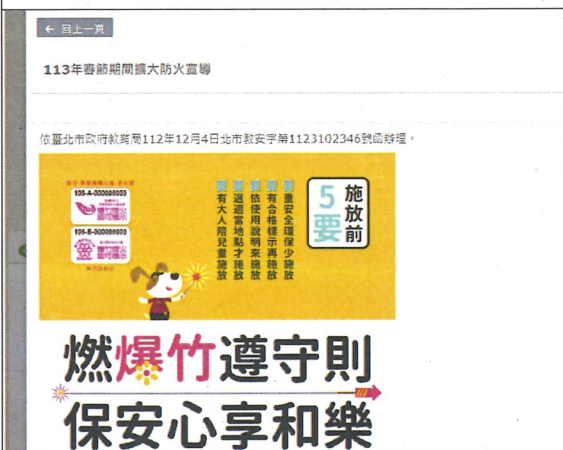 ← 回上一頁
113年春節期間擴大防火宣導
依臺北市政府教育局112年12月4日北市教安字第1123102346號函辦理。
施放前
5要
要重安全環保少施放
要有合格標示再施放
要依使用說明來施放
要選適當地點才施放
要有大人陪兒童施放
105-A-000000000
105-B-000000000
燃爆竹遵守則
保安心享和樂